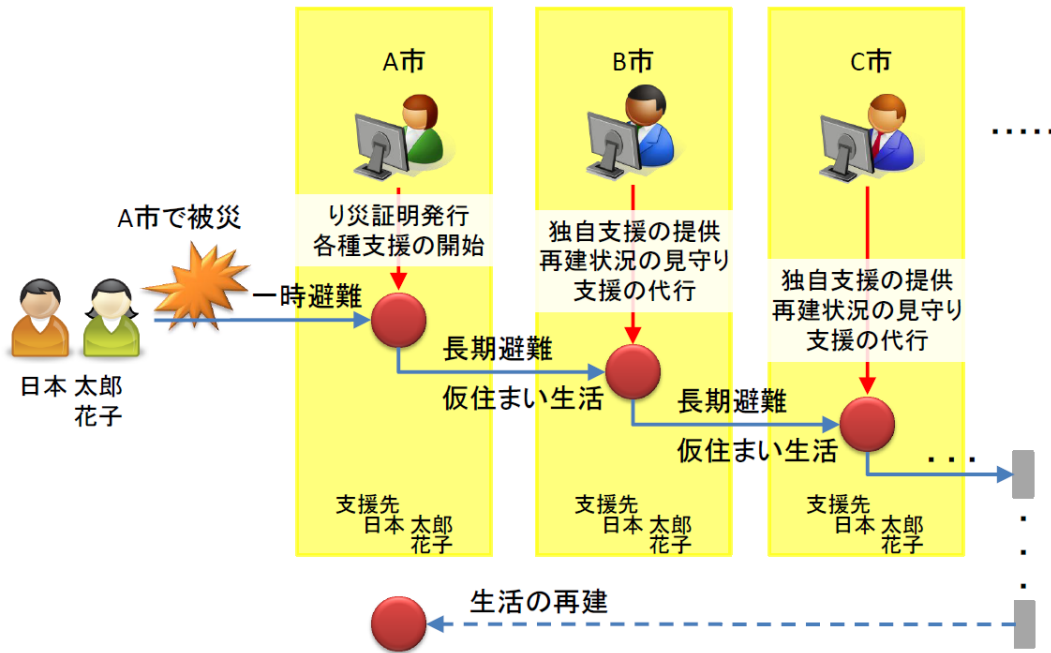 A市
B市
C市
・・・・・
A市で被災
り災証明発行
各種支援の開始
独自支援の提供
再建状況の見守り
支援の代行
独自支援の提供
再建状況の見守り
支援の代行
一時避難
日本 太郎
花子
長期避難
仮住まい生活
長期避難
仮住まい生活
・・・
支援先
日本 太郎
花子
支援先
日本 太郎
花子
支援先
日本 太郎
花子
生活の再建